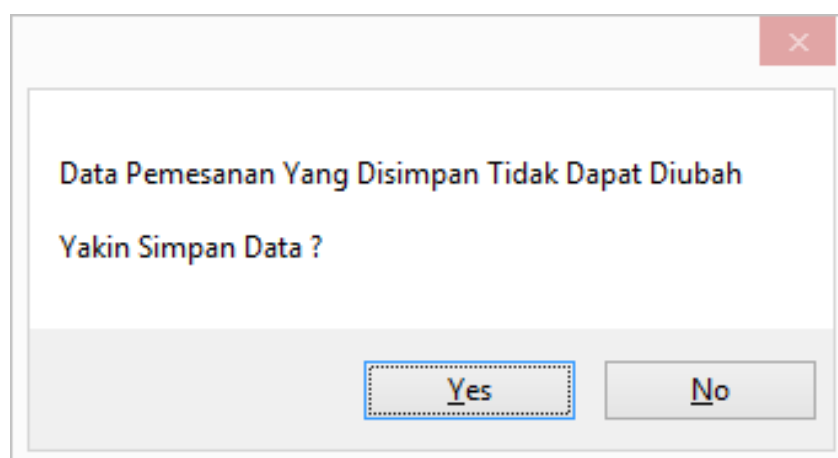 Data Pemesanan Yang Disimpan Tidak Dapat Diubah
Yakin Simpan Data ?
Yes No